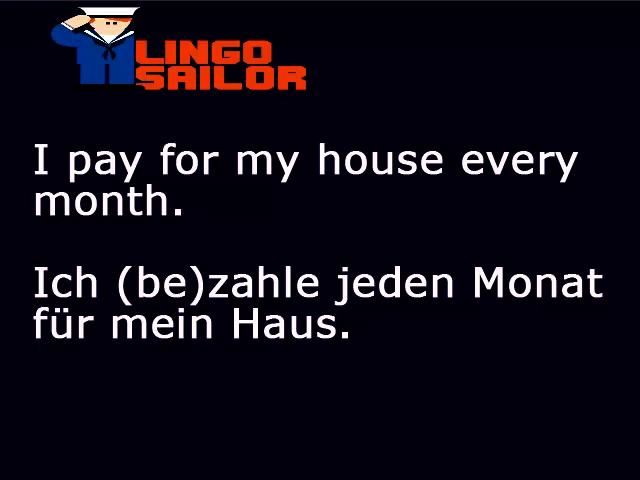 LINGO
SAILOR
I pay for my house every
month.
Ich (be)zahle jeden Monat
für mein Haus.